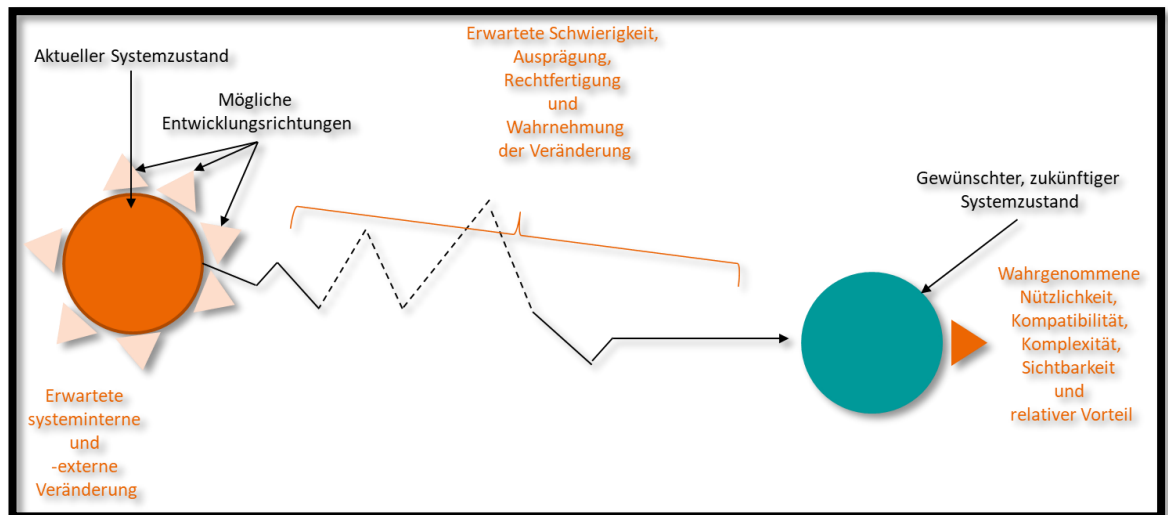 Aktueller Systemzustand
Mögliche
Entwicklungsrichtungen
Erwartete Schwierigkeit,
Ausprägung,
Rechtfertigung
und
Wahrnehmung
der Veränderung
Gewünschter, zukünftiger
Systemzustand
Wahrgenommene
Nützlichkeit,
Kompatibilität,
Komplexität,
Sichtbarkeit
und
relativer Vorteil
Erwartete
systeminterne
und
-externe
Veränderung